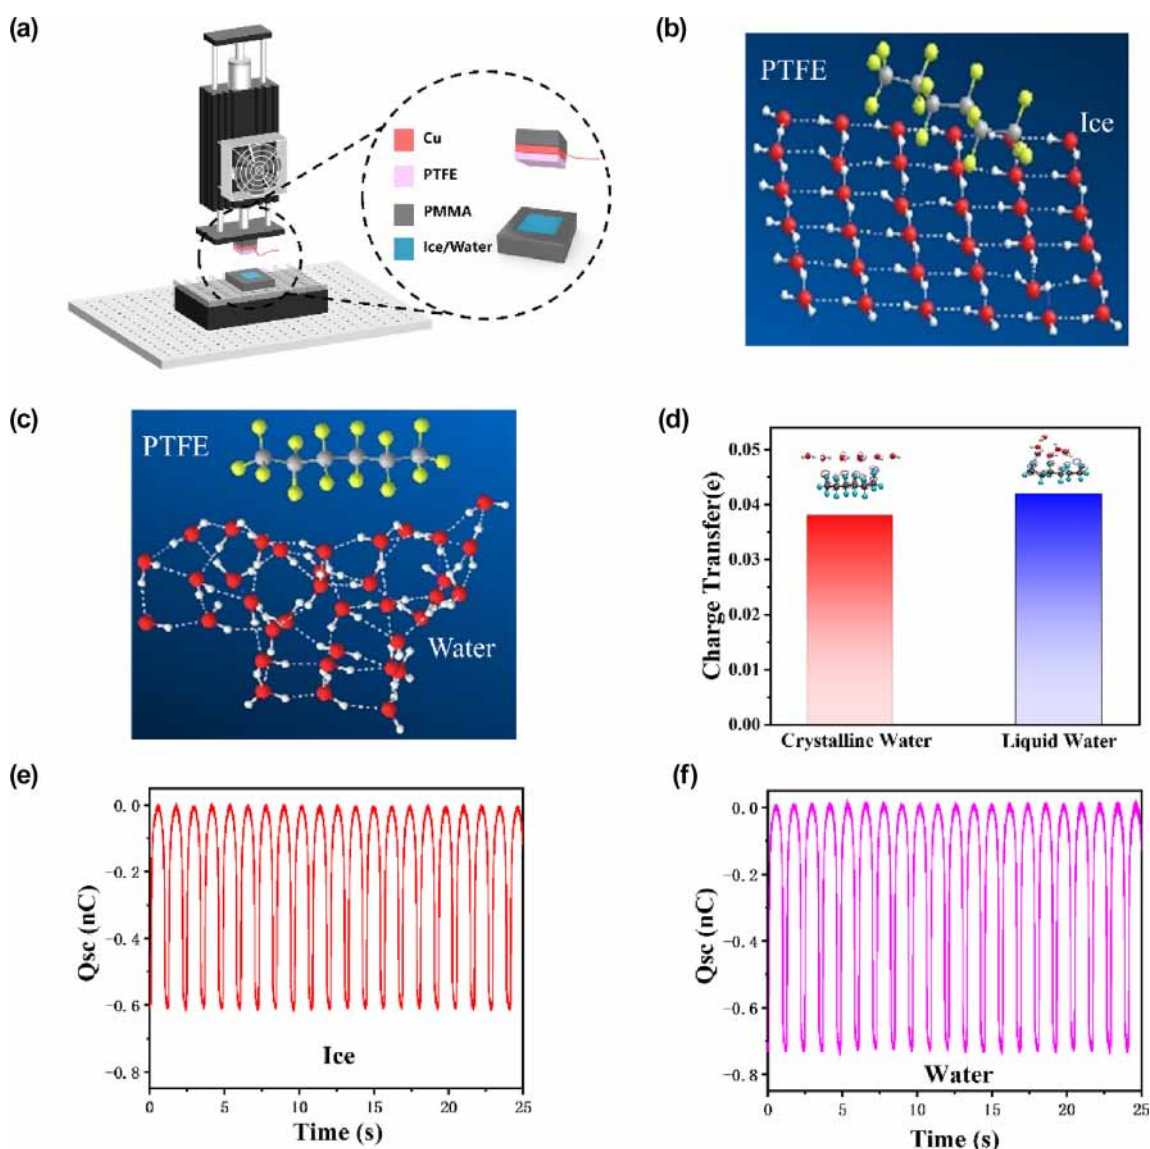 (a)
Cu
PTFE
PMMA
Ice/Water
(b)
PTFE
Ice
(c)
PTFE
Water
(d)
Charge Transfer(e)
0.05
0.04
0.03
0.02
0.01
0.00
Crystalline Water
Liquid Water
(e)
Qsc (nC)
0.0
-0.2
-0.4
-0.6
-0.8
Ice
0 5 10 15 20 25
Time (s)
(f)
Qsc (nC)
0.0
-0.2
-0.4
-0.6
-0.8
Water
0 5 10 15 20 25
Time (s)